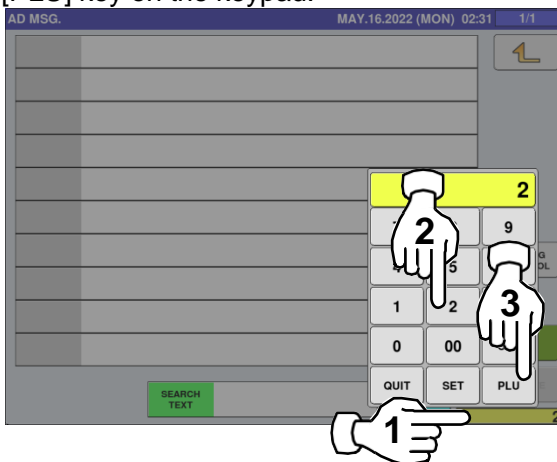 [PLU] key on the keypad.
AD MSG. MAY.16.2022 (MON) 02:31 1/1
2
2 9
5 G
OL
1 2 3
0 00
QUIT SET PLU
SEARCH
TEXT
2
1